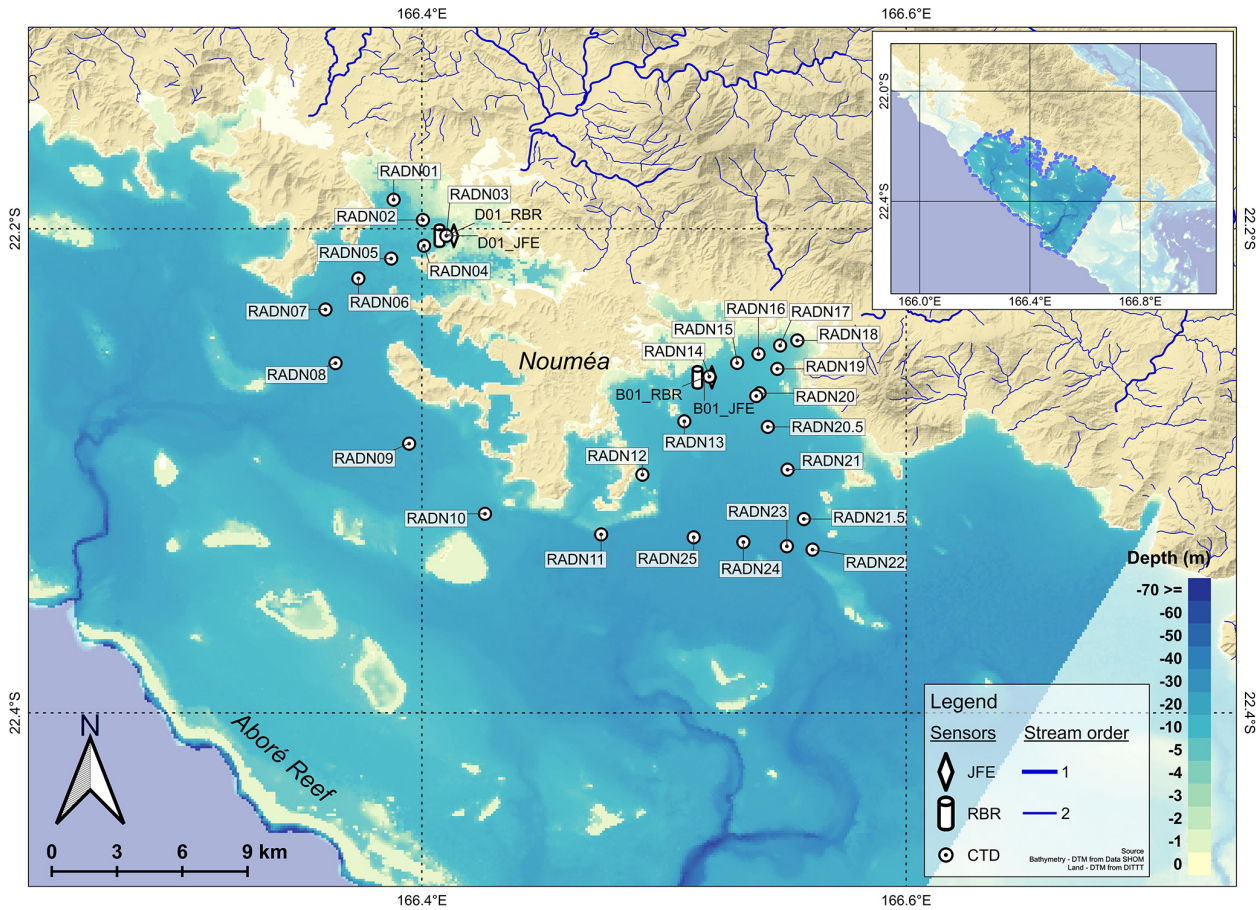 166.4°E
166.6°E
22.0°S
22.4°S
166.0°E
166.4°E
166.8°E
22.2°S
22.2°S
RADN01
RADN03
RADN02
D01_RBR
D01_JFE
RADN05
RADN04
RADN06
RADN07
RADN08
RADN09
RADN10
RADN16
RADN17
RADN15
RADN18
RADN14
Nouméa
RADN19
B01_RBR
B01_JFE
RADN20
RADN13
RADN20.5
RADN12
RADN21
RADN23
RADN21.5
RADN11
RADN25
RADN24
RADN22
Depth (m)
-70 >=
-60
-50
-40
-30
-20
-10
-5
-4
-3
-2
-1
0
22.4°S
22.4°S
Aboré Reef
N
0 3 6 9 km
Legend
Sensors Stream order
JFE 1
RBR 2
CTD
Source
Bathymetry - DTM from Data SHOM
Land - DTM from DITTT
166.4°E
166.6°E